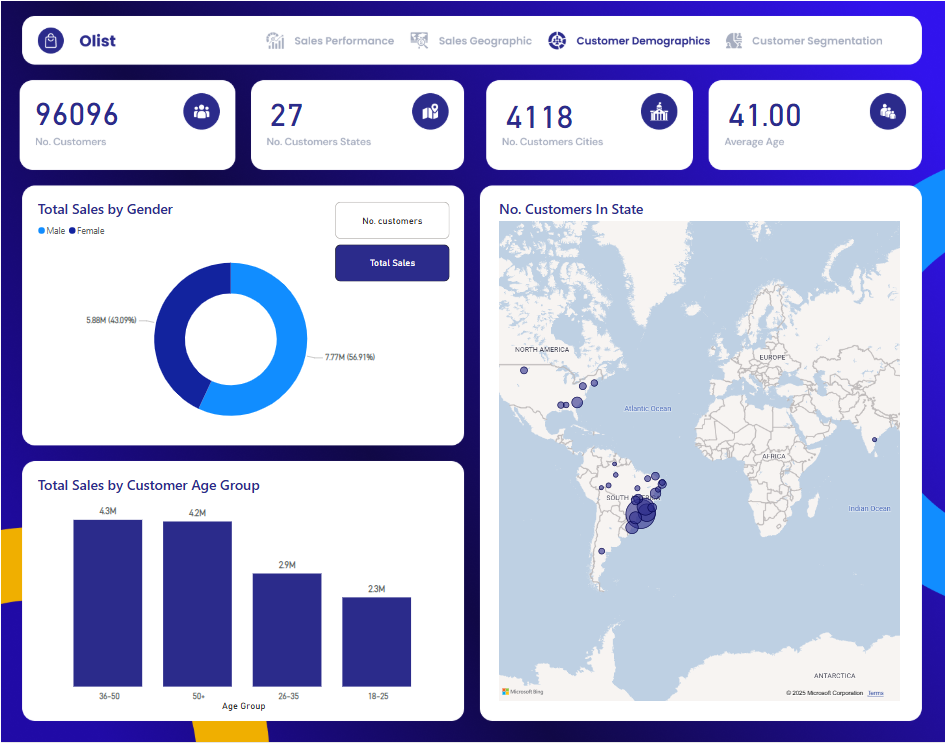 Olist
Sales Performance
Sales Geographic
Customer Demographics
Customer Segmentation
96096
No. Customers
27
No. Customers States
4118
No. Customers Cities
41.00
Average Age
Total Sales by Gender
Male Female
No. customers
Total Sales
5.88M (43.09%)
7.77M (56.91%)
Total Sales by Customer Age Group
4.3M
4.2M
2.9M
2.3M
36-50
50+
26-35
18-25
Age Group
No. Customers In State
NORTH AMERICA
EUROPE
Atlantic Ocean
AFRICA
SOUTH AMERICA
Indian Ocean
ANTARCTICA
Microsoft Bing
© 2025 Microsoft Corporation Terms